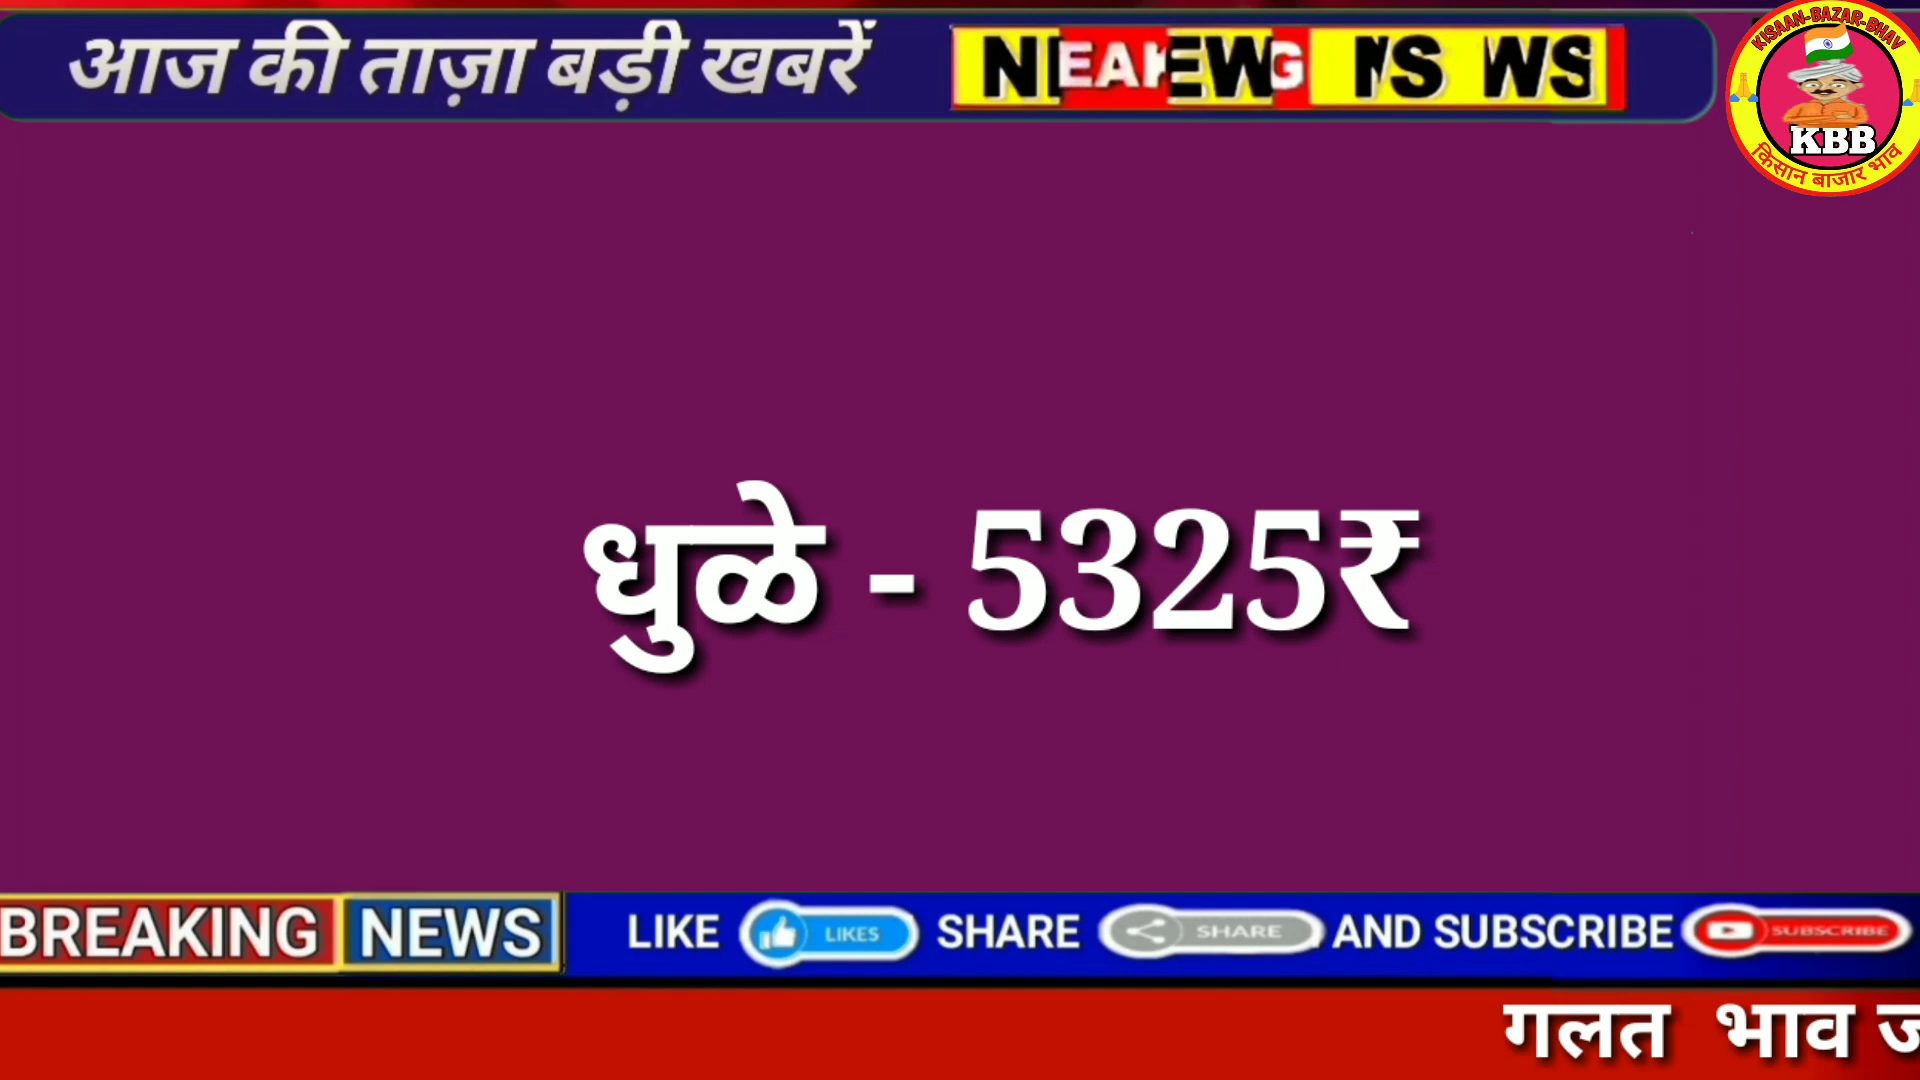 आज की ताज़ा बड़ी खबरें
KISAAN-BAZAR-BHAV
KBB
किसान बाजार भाव
धुळे - 5325₹
BREAKING NEWS
LIKE LIKES SHARE SHARE AND SUBSCRIBE SUBSCRIBE
गलत भाव